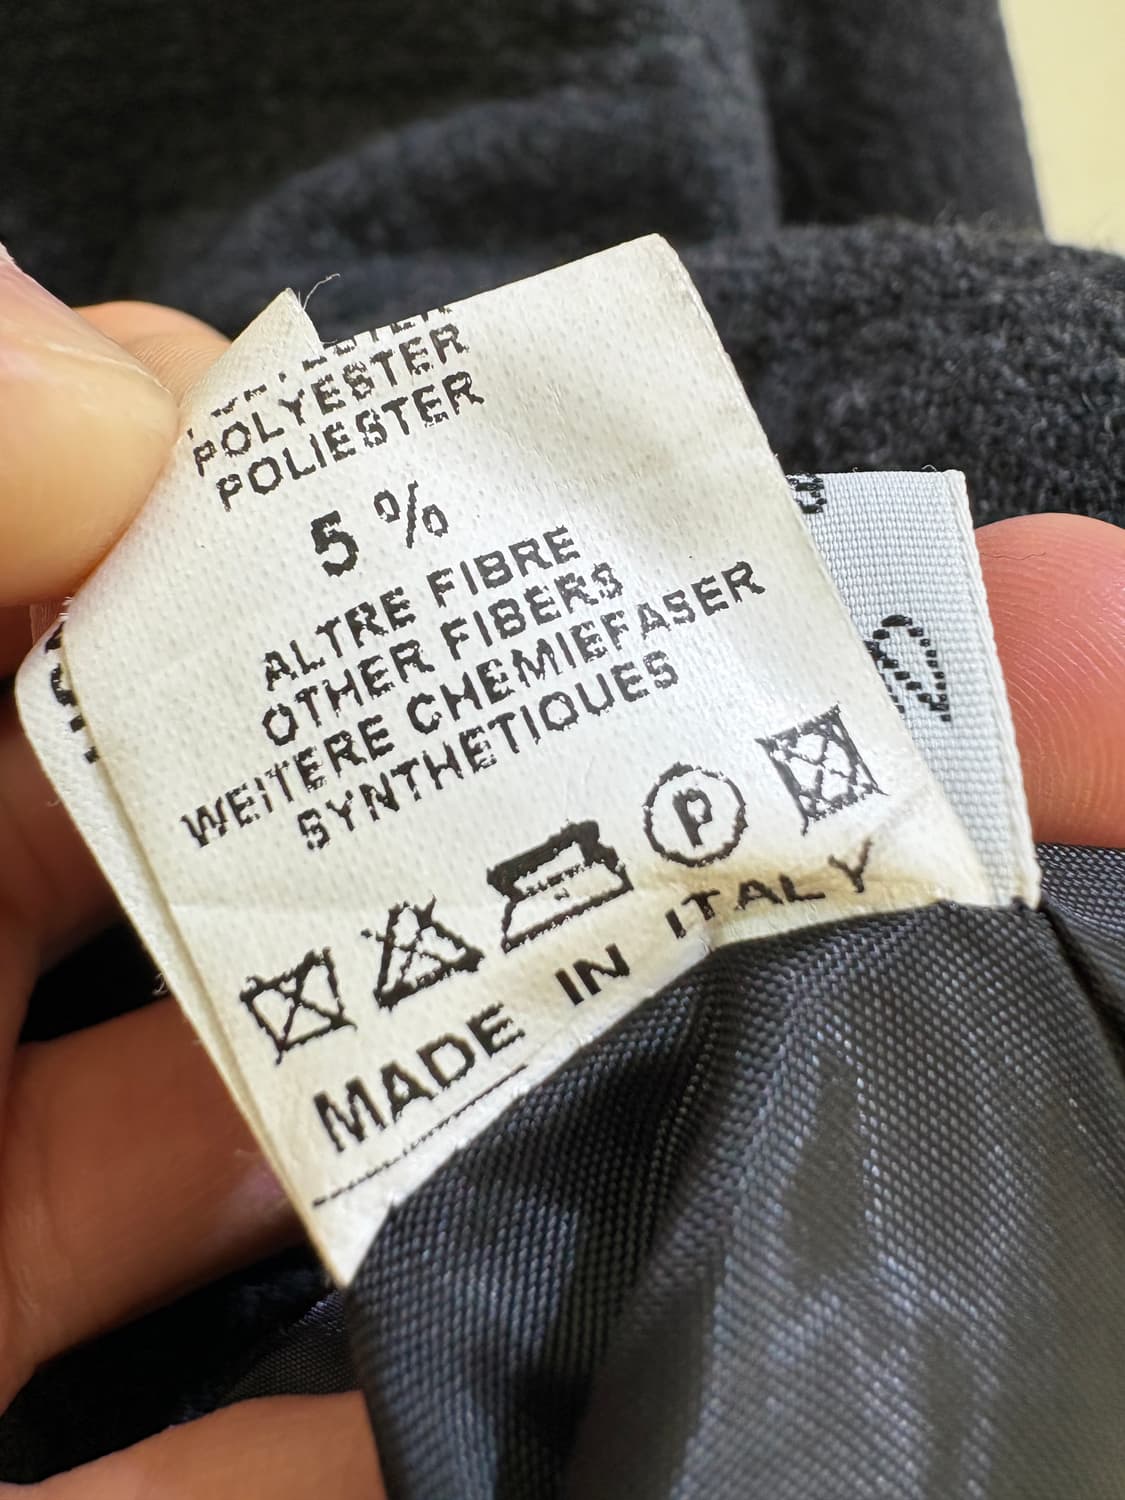 POLYESTER
POLIESTER
5 %
ALTRE FIBRE
OTHER FIBERS
WEITERE CHEMIEFASER
SYNTHETIQUES
P
MADE IN ITALY